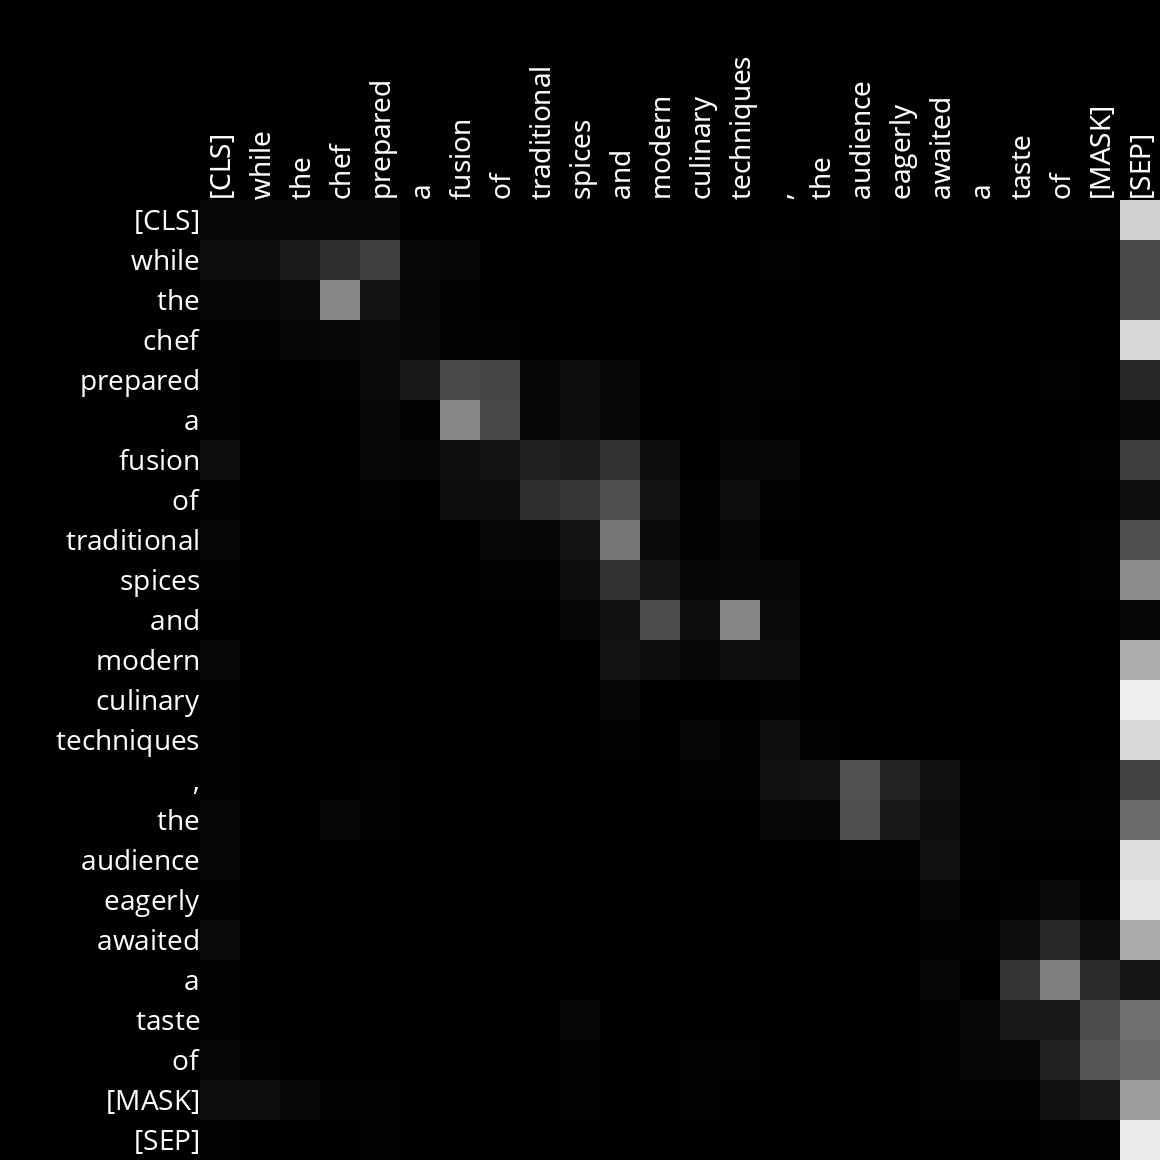 [CLS] while the chef prepared a fusion of traditional spices and modern culinary techniques , the audience eagerly awaited a taste of [MASK] [SEP]
[CLS]
while
the
chef
prepared
a
fusion
of
traditional
spices
and
modern
culinary
techniques
,
the
audience
eagerly
awaited
a
taste
of
[MASK]
[SEP]